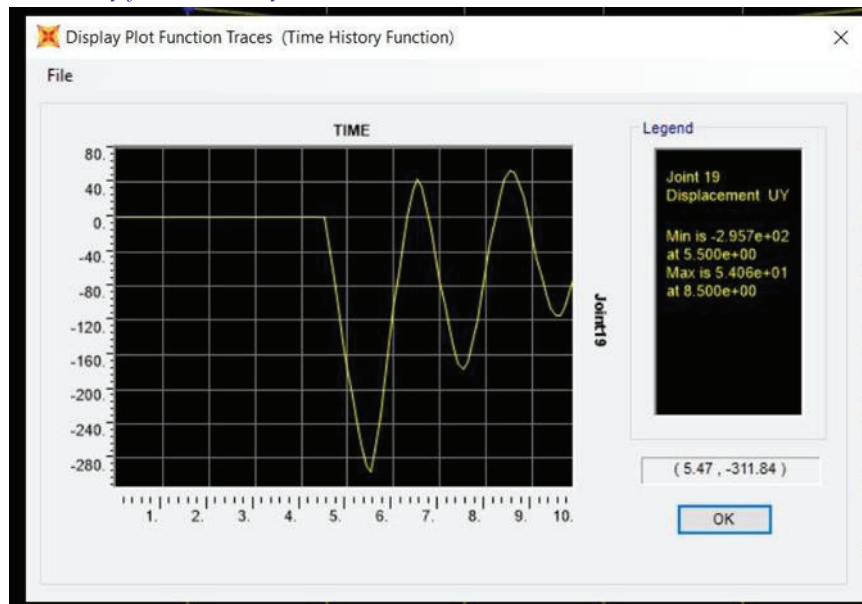 Display Plot Function Traces (Time History Function)
File
TIME
Legend
80.
40.
0.
-40.
-80.
-120.
-160.
-200.
-240.
-280.
Joint19
Joint 19
Displacement UY
Min is -2.957e+02
at 5.500e+00
Max is 5.406e+01
at 8.500e+00
1. 2. 3. 4. 5. 6. 7. 8. 9. 10.
( 5.47 , -311.84 )
OK